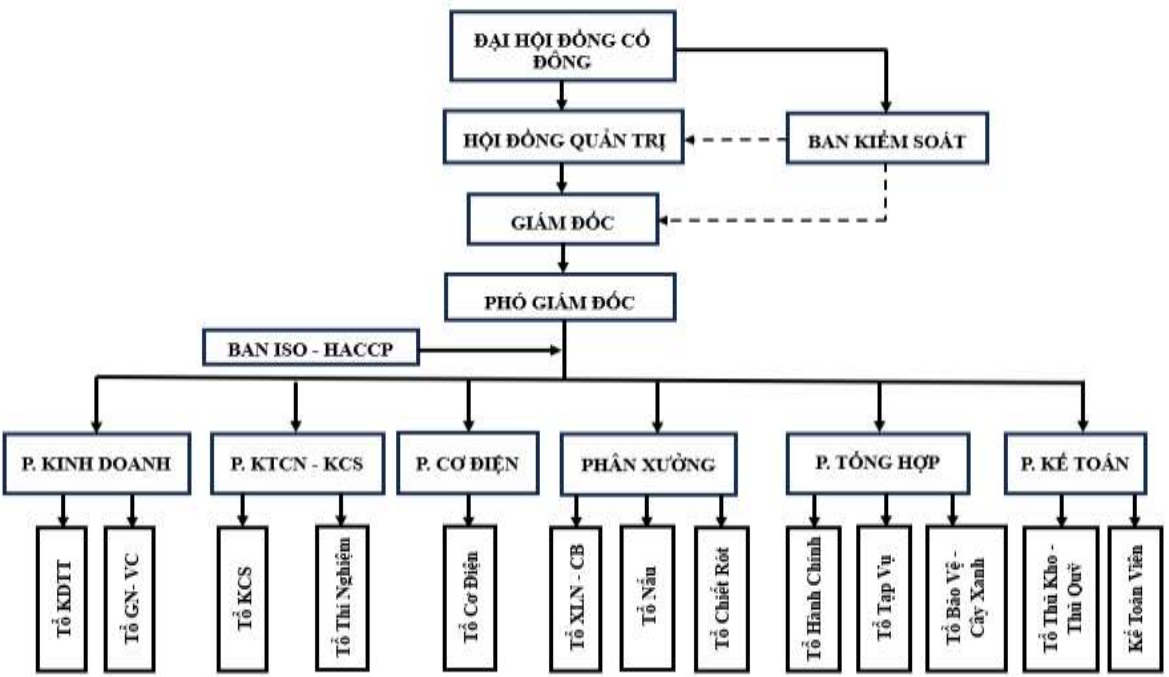 ĐẠI HỘI ĐỒNG CỔ
ĐÔNG
HỘI ĐỒNG QUẢN TRỊ
BAN KIỂM SOÁT
GIÁM ĐỐC
PHÓ GIÁM ĐỐC
BAN ISO - HACCP
P. KINH DOANH
P. KTCN - KCS
P. CƠ ĐIỆN
PHÂN XƯỞNG
P. TỔNG HỢP
P. KẾ TOÁN
Tổ KDTT
Tổ GN- VC
Tổ KCS
Tổ Thí Nghiệm
Tổ Cơ Điện
Tổ XLN - CB
Tổ Nấu
Tổ Chiết Rót
Tổ Hành Chính
Tổ Tạp Vụ
Tổ Bảo Vệ -
Cây Xanh
Tổ Thủ Kho -
Thủ Quỹ
Kế Toán Viên